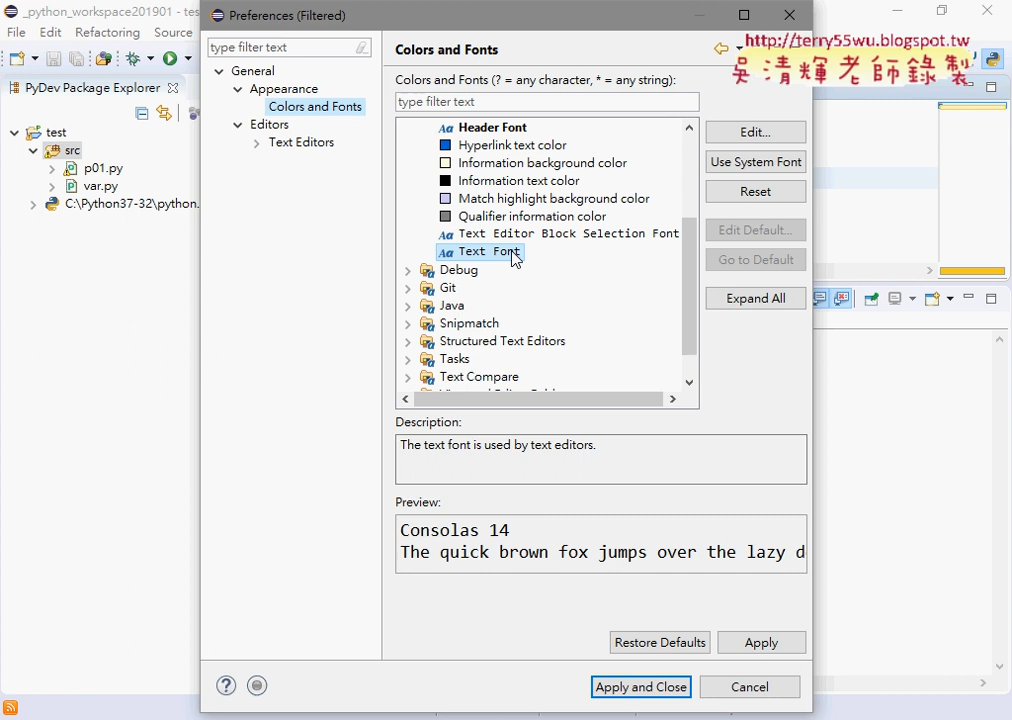 _python_workspace201901 - tes
Preferences (Filtered)
http://terry55wu.blogspot.tw
吳清輝老師錄製
File Edit Refactoring Source
type filter text
Colors and Fonts
General
Appearance
Colors and Fonts
Editors
Text Editors
Colors and Fonts (? = any character, * = any string):
type filter text
PyDev Package Explorer
test
src
p01.py
var.py
C:\Python37-32\python.
Aa Header Font
Hyperlink text color
Information background color
Information text color
Match highlight background color
Qualifier information color
Aa Text Editor Block Selection Font
Aa Text Font
Debug
Git
Java
Snipmatch
Structured Text Editors
Tasks
Text Compare
Edit...
Use System Font
Reset
Edit Default...
Go to Default
Expand All
Description:
The text font is used by text editors.
Preview:
Consolas 14
The quick brown fox jumps over the lazy d
Restore Defaults Apply
? Apply and Close Cancel